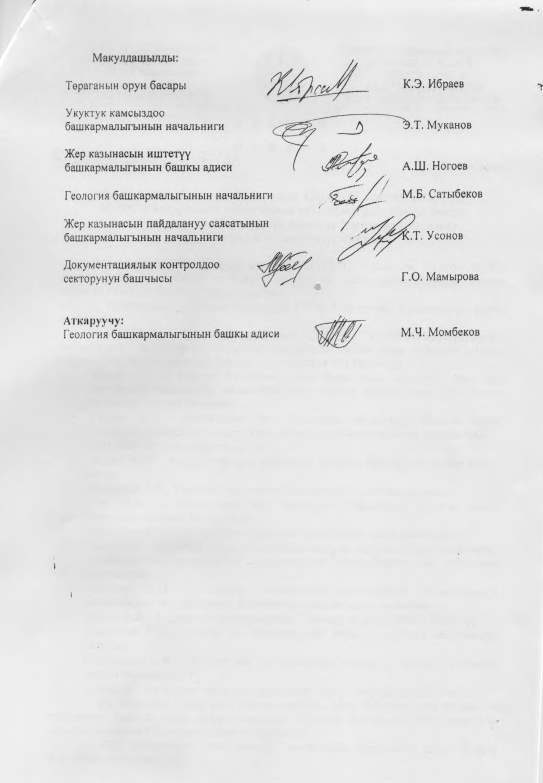 Макулдашылды:
Төраганын орун басары К.Э. Ибраев
Укуктук камсыздоо
башкармалыгынын начальниги Э.Т. Муканов
Жер казынасын иштетүү
башкармалыгынын башкы адиси А.Ш. Ногоев
Геология башкармалыгынын начальниги М.Б. Сатыбеков
Жер казынасын пайдалануу саясатынын
башкармалыгынын начальниги К.Т. Усонов
Документациялык контролдоо
секторунун башчысы Г.О. Мамырова
Аткаруучу:
Геология башкармалыгынын башкы адиси М.Ч. Момбеков